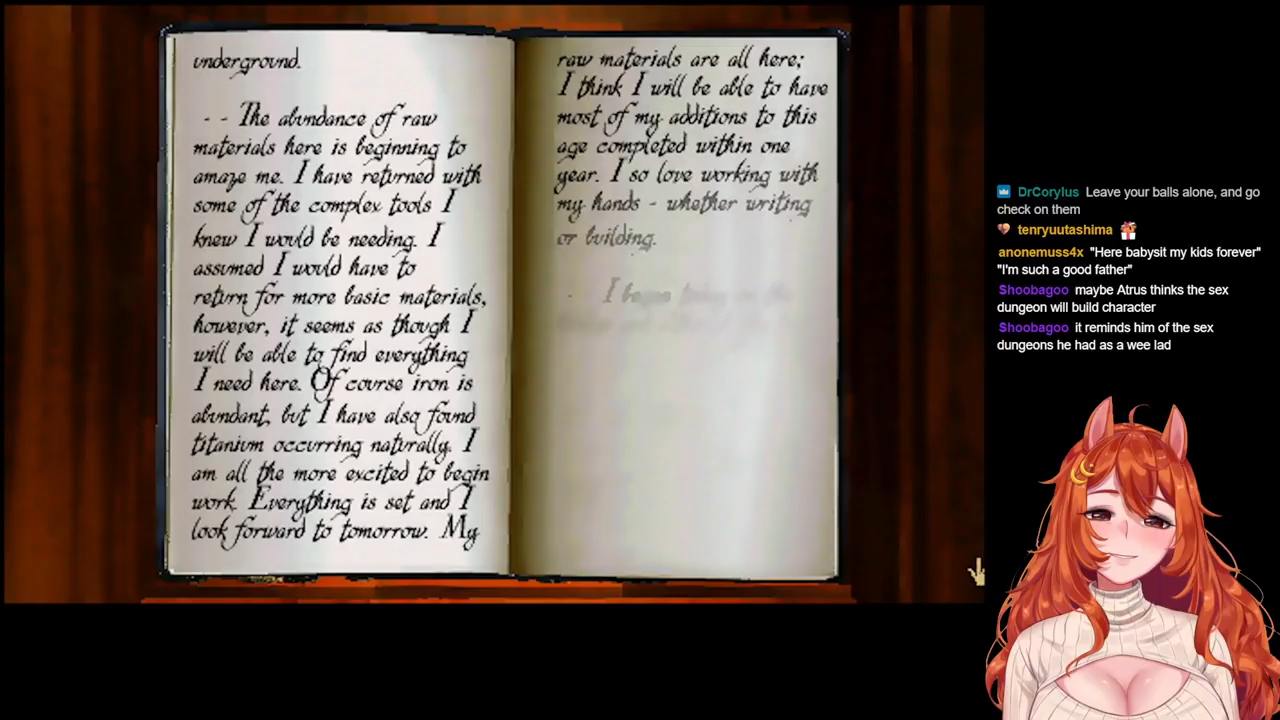 underground.
- - The abundance of raw
materials here is beginning to
amaze me. I have returned with
some of the complex tools I
knew I would be needing. I
assumed I would have to
return for more basic materials,
however, it seems as though I
will be able to find everything
I need here. Of course iron is
abundant, but I have also found
titanium occurring naturally. I
am all the more excited to begin
work. Everything is set and I
look forward to tomorrow. My
raw materials are all here;
I think I will be able to have
most of my additions to this
age completed within one
year. I so love working with
my hands - whether writing
or building.
I began
DrCorylus Leave your balls alone, and go
check on them
tenryuutashima
anonemuss4x "Here babysit my kids forever"
"I'm such a good father"
Shoobagoo maybe Atrus thinks the sex
dungeon will build character
Shoobagoo it reminds him of the sex
dungeons he had as a wee lad